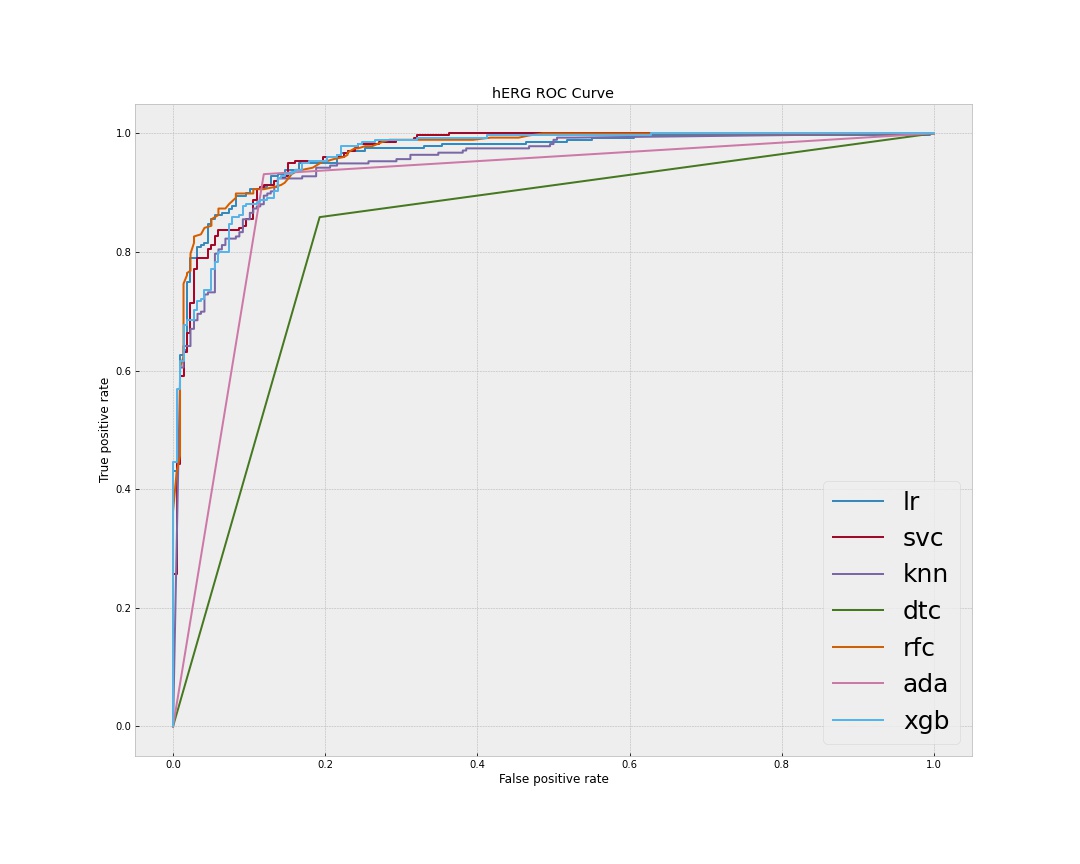 hERG ROC Curve
True positive rate
1.0
0.8
0.6
0.4
0.2
0.0
0.0 0.2 0.4 0.6 0.8 1.0
False positive rate
lr
svc
knn
dtc
rfc
ada
xgb